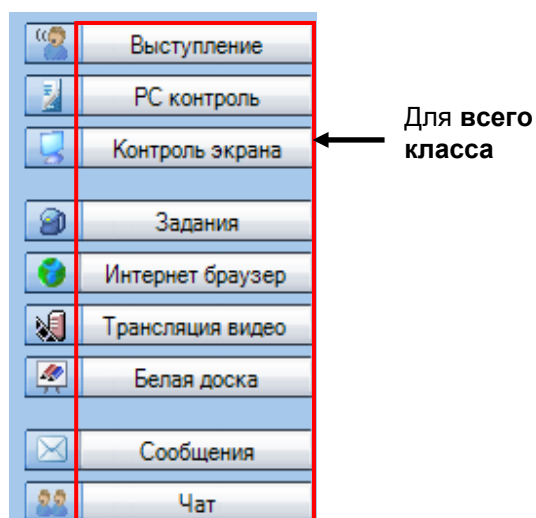 Выступление
PC контроль
Контроль экрана
Задания
Интернет браузер
Трансляция видео
Белая доска
Сообщения
Чат
Для всего
класса